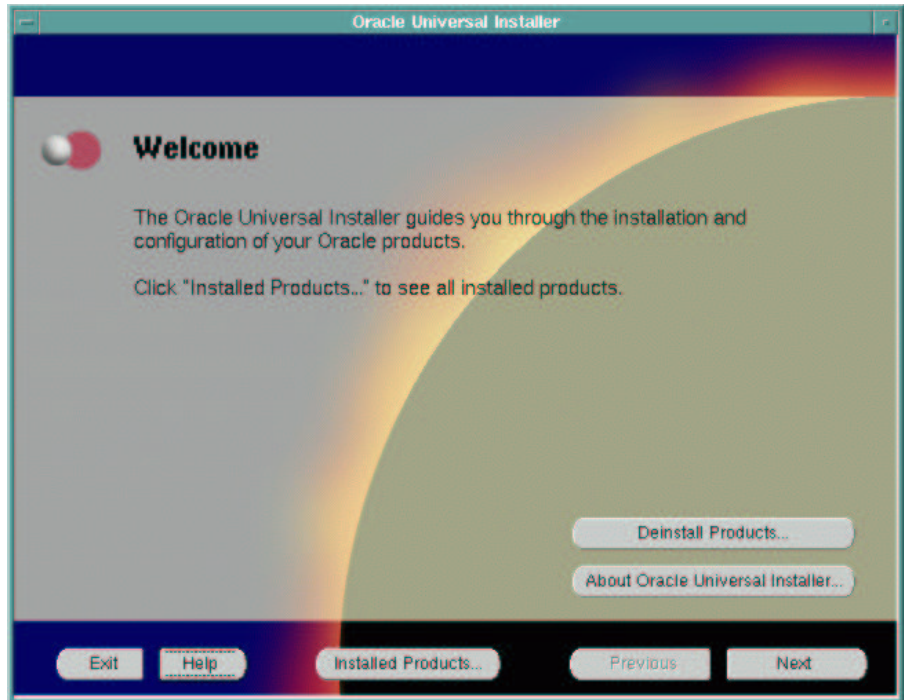 Oracle Universal Installer
Welcome
The Oracle Universal Installer guides you through the installation and
configuration of your Oracle products.
Click "Installed Products..." to see all installed products.
Deinstall Products...
About Oracle Universal Installer...
Exit
Help
Installed Products...
Previous
Next